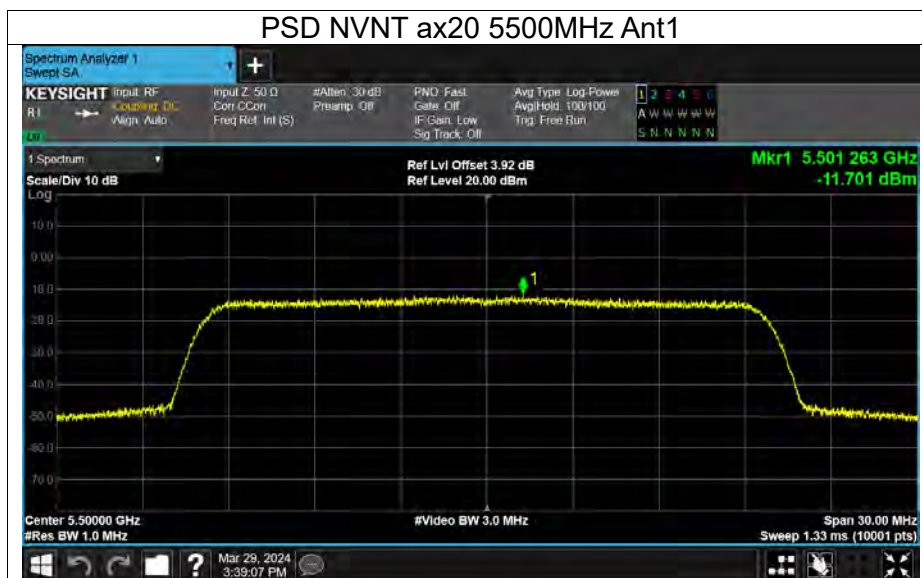 PSD NVNT ax20 5500MHz Ant1
Spectrum Analyzer 1
Swept SA
+
KEYSIGHT Input: RF
Input Z: 50 Ω
#Atten: 30 dB
PNO: Fast
Avg Type: Log-Power
1 2 3 4 5 6
Coupling: DC
Corr CCorr
Preamp: Off
Gate: Off
Avg|Hold: 100/100
A W W W W W
Align: Auto
Freq Ref: Int (S)
IF Gain: Low
Trig: Free Run
Sig Track: Off
S N N N N N
1 Spectrum
Ref Lvl Offset 3.92 dB
Mkr1 5.501 263 GHz
Scale/Div 10 dB
Ref Level 20.00 dBm
-11.701 dBm
Log
10.0
0.00
1
-40.0
-50.0
-60.0
-70.0
Center 5.50000 GHz
#Video BW 3.0 MHz
Span 30.00 MHz
#Res BW 1.0 MHz
Sweep 1.33 ms (10001 pts)
?
Mar 29, 2024
3:39:07 PM